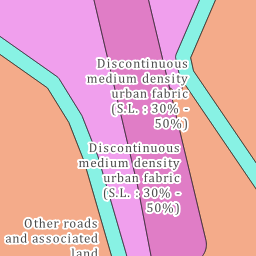 Discontinuous
medium density
urban fabric
(S.L. : 30% -
50%)
Discontinuous
medium density
urban fabric
(S.L. : 30% -
50%)
Other roads
and associated
land